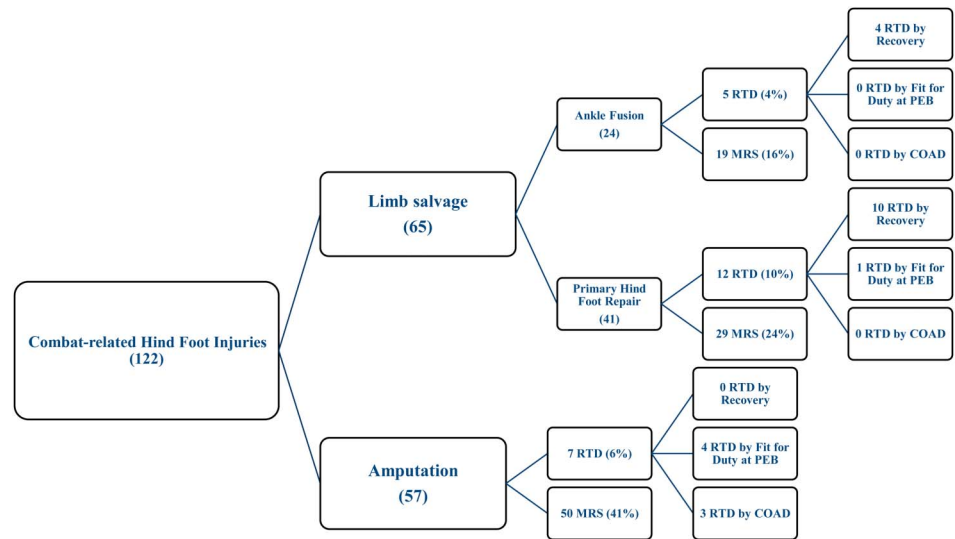 Combat-related Hind Foot Injuries
(122)
Limb salvage
(65)
Ankle Fusion
(24)
5 RTD (4%)
4 RTD by
Recovery
0 RTD by Fit for
Duty at PEB
0 RTD by COAD
19 MRS (16%)
Primary Hind
Foot Repair
(41)
12 RTD (10%)
10 RTD by
Recovery
1 RTD by Fit for
Duty at PEB
0 RTD by COAD
29 MRS (24%)
Amputation
(57)
7 RTD (6%)
0 RTD by
Recovery
4 RTD by Fit for
Duty at PEB
3 RTD by COAD
50 MRS (41%)